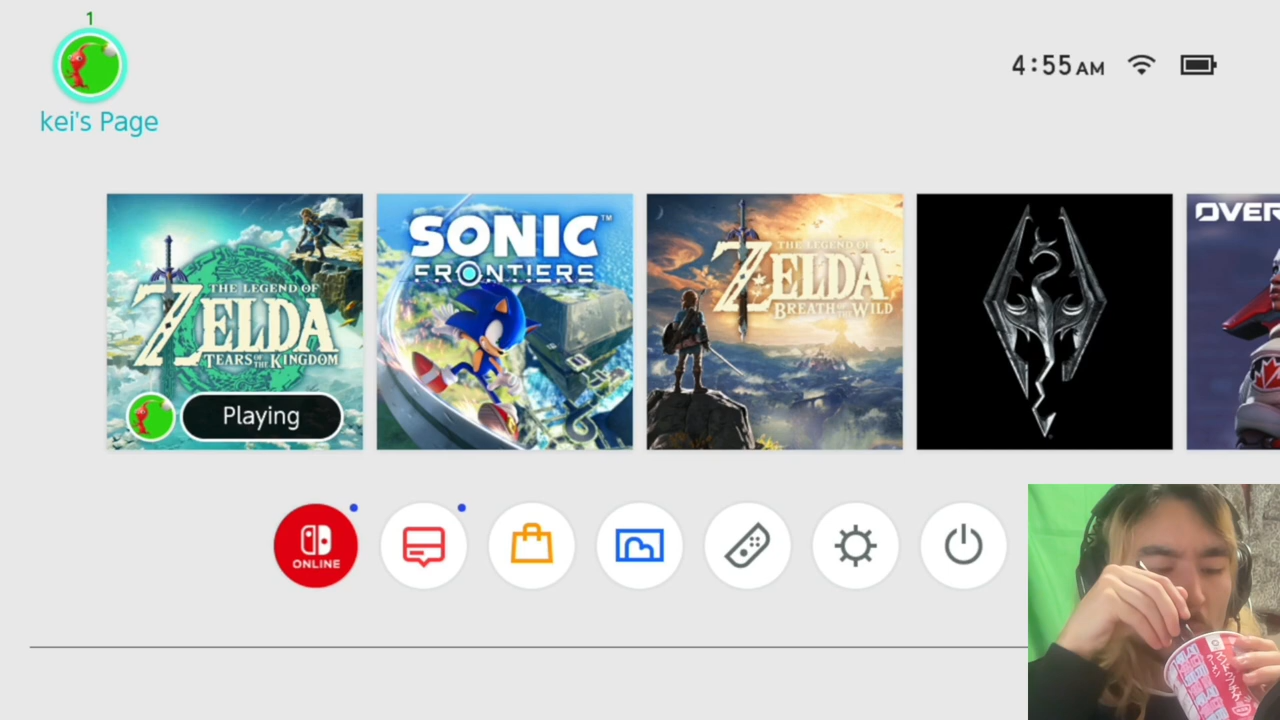 1
kei's Page
4:55 AM
THE LEGEND OF
ZELDA
TEARS OF THE KINGDOM
Playing
SONIC™
FRONTIERS
THE LEGEND OF
ZELDA
BREATH OF THE WILD
OVER
ONLINE